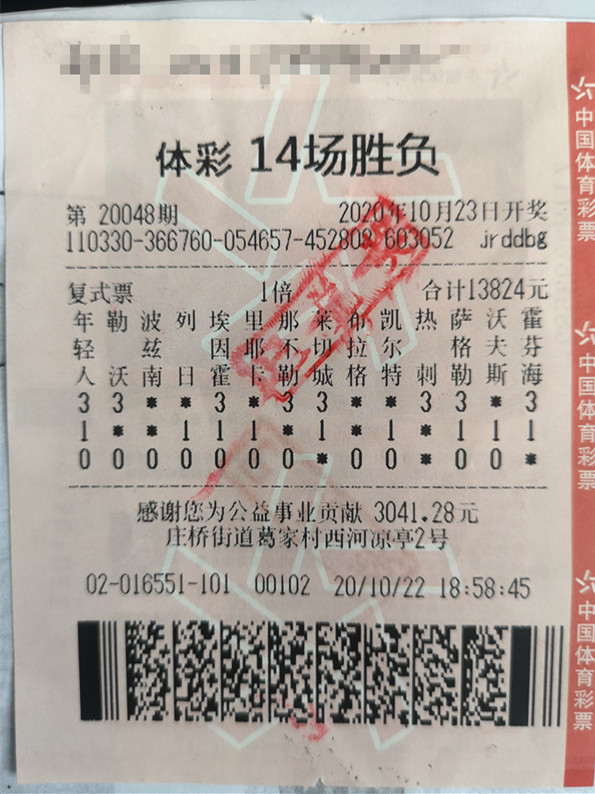 体彩 14场胜负
第 20048期 2020年10月23日开奖
110330-366760-054657-452808 603052 jrddbg
复式票 1倍 合计13824元
年 勒 波 列 埃 里 那 莱 布 凯 热 萨 沃 霍
轻 兹 因 耶 不 切 拉 尔 格 夫 芬
人 沃 南 日 霍 卡 勒 城 格 特 刺 勒 斯 海
3 3 * * 3 * 3 3 * * 3 3 * 3
1 * * 1 1 1 * 1 * 1 * 1 1 1
0 0 0 0 0 0 0 * 0 0 * 0 0 *
感谢您为公益事业贡献 3041.28元
庄桥街道葛家村西河凉亭2号
02-016551-101 00102 20/10/22 18:58:45
中国体育彩票
中国体育彩票
中国体育彩票